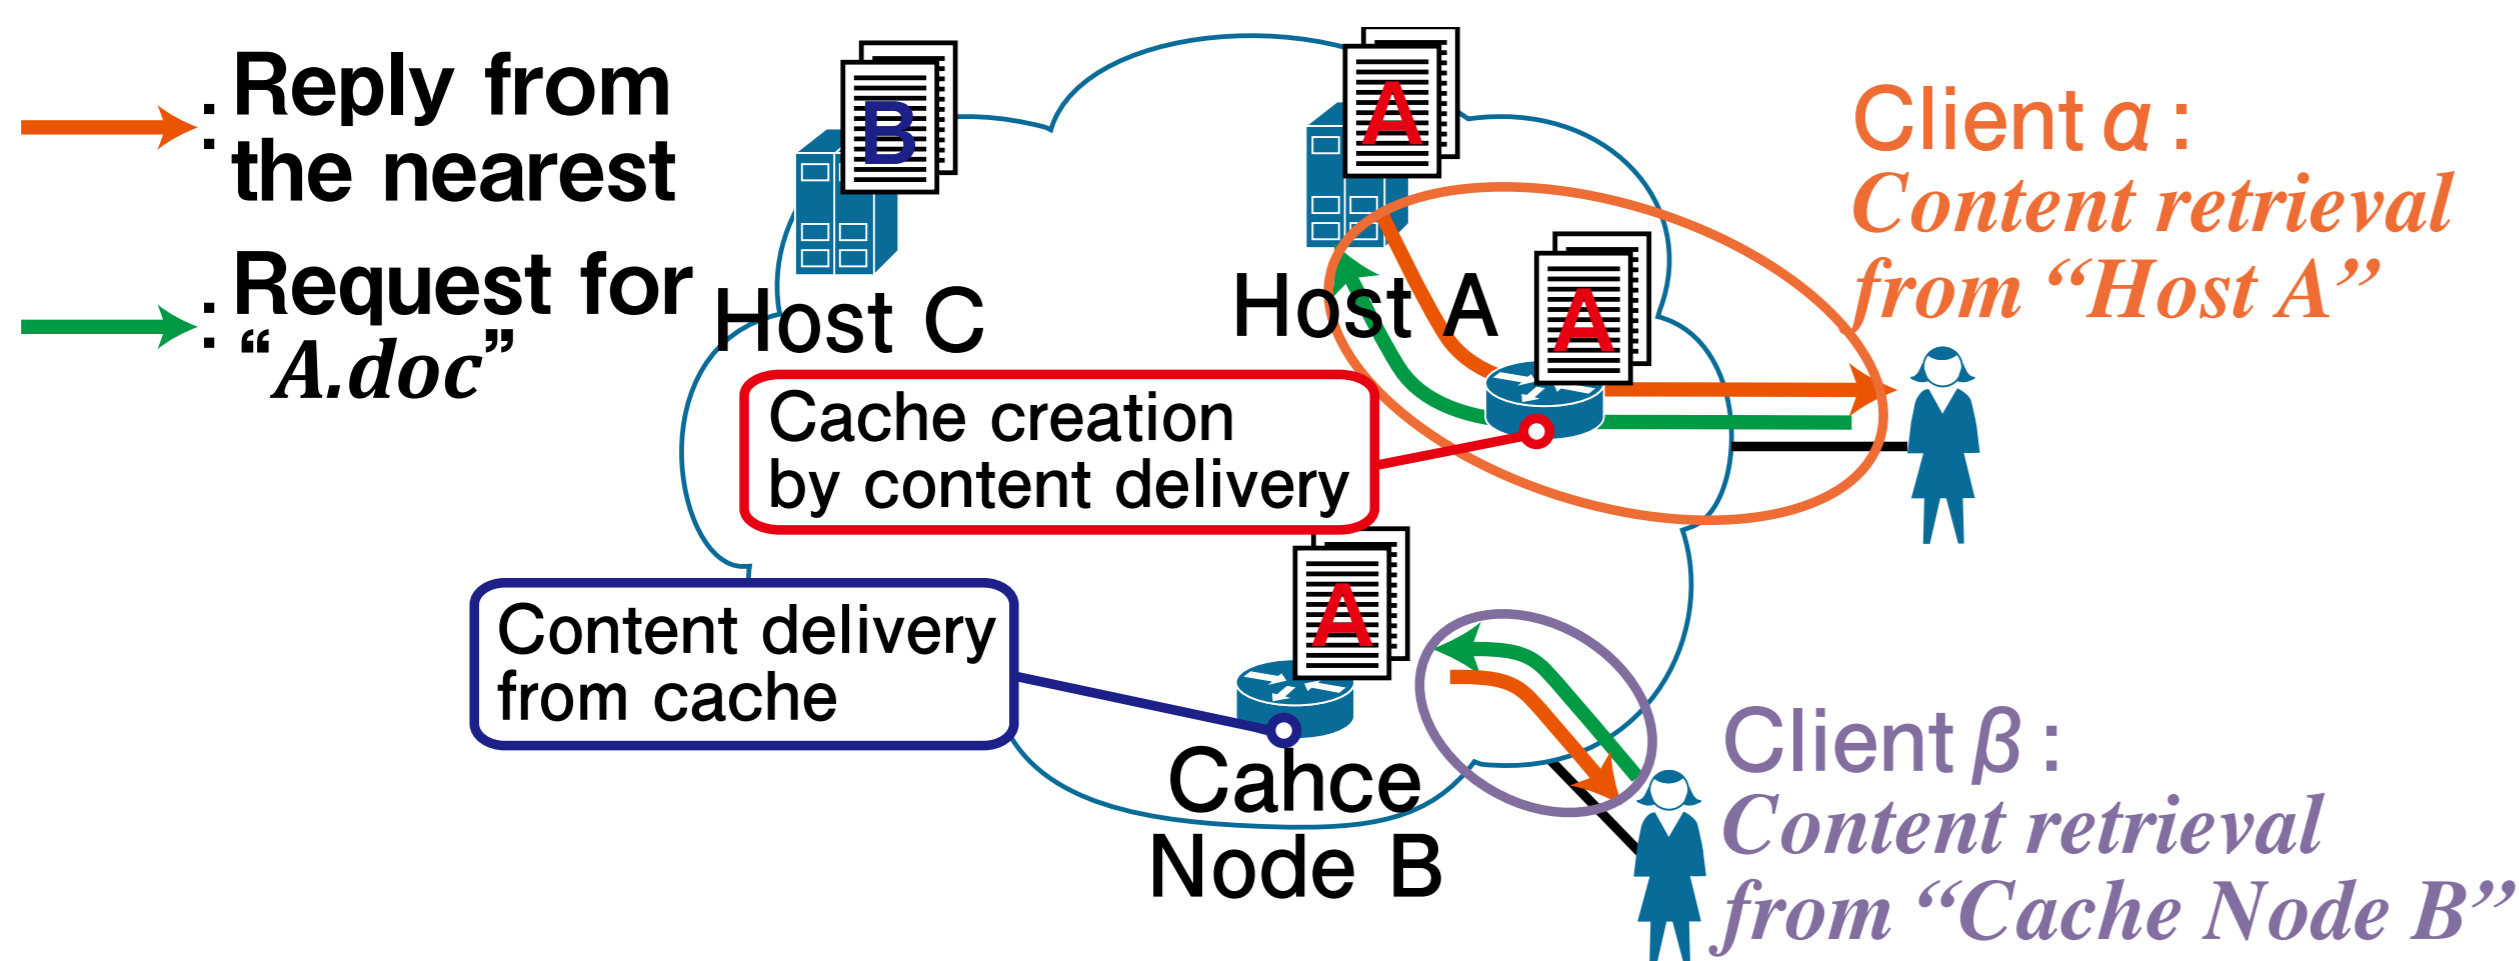 : Reply from
the nearest
: Request for
“A.doc”
B
Host C
A
Host A
A
Client α :
Content retrieval
from “Host A”
Cache creation
by content delivery
Content delivery
from cache
A
Cahce
Node B
Client β :
Content retrieval
from “Cache Node B”